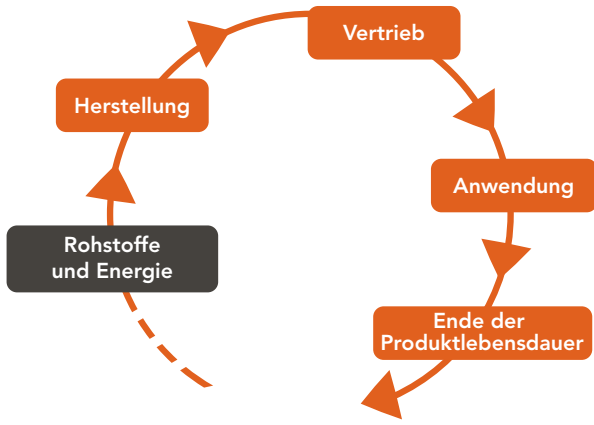 Vertrieb
Herstellung
Anwendung
Rohstoffe
und Energie
Ende der
Produktlebensdauer